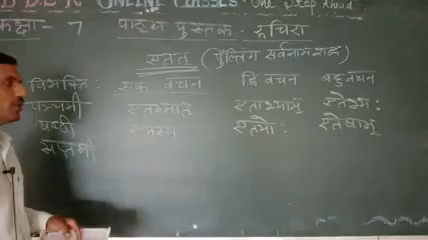 ONLINE CLASSES: One Step Ahead
कक्षा - 7 पाठ्य पुस्तक: रूचिरा
एतत् (पुँल्लिंग सर्वनाम शब्द)
विभक्ति: एक वचन द्वि वचन बहुवचन
पञ्चमी एतस्मात् एताभ्याम् एतेभ्य:
षष्ठी एतस्य एतयो: एतेषाम्
सप्तमी